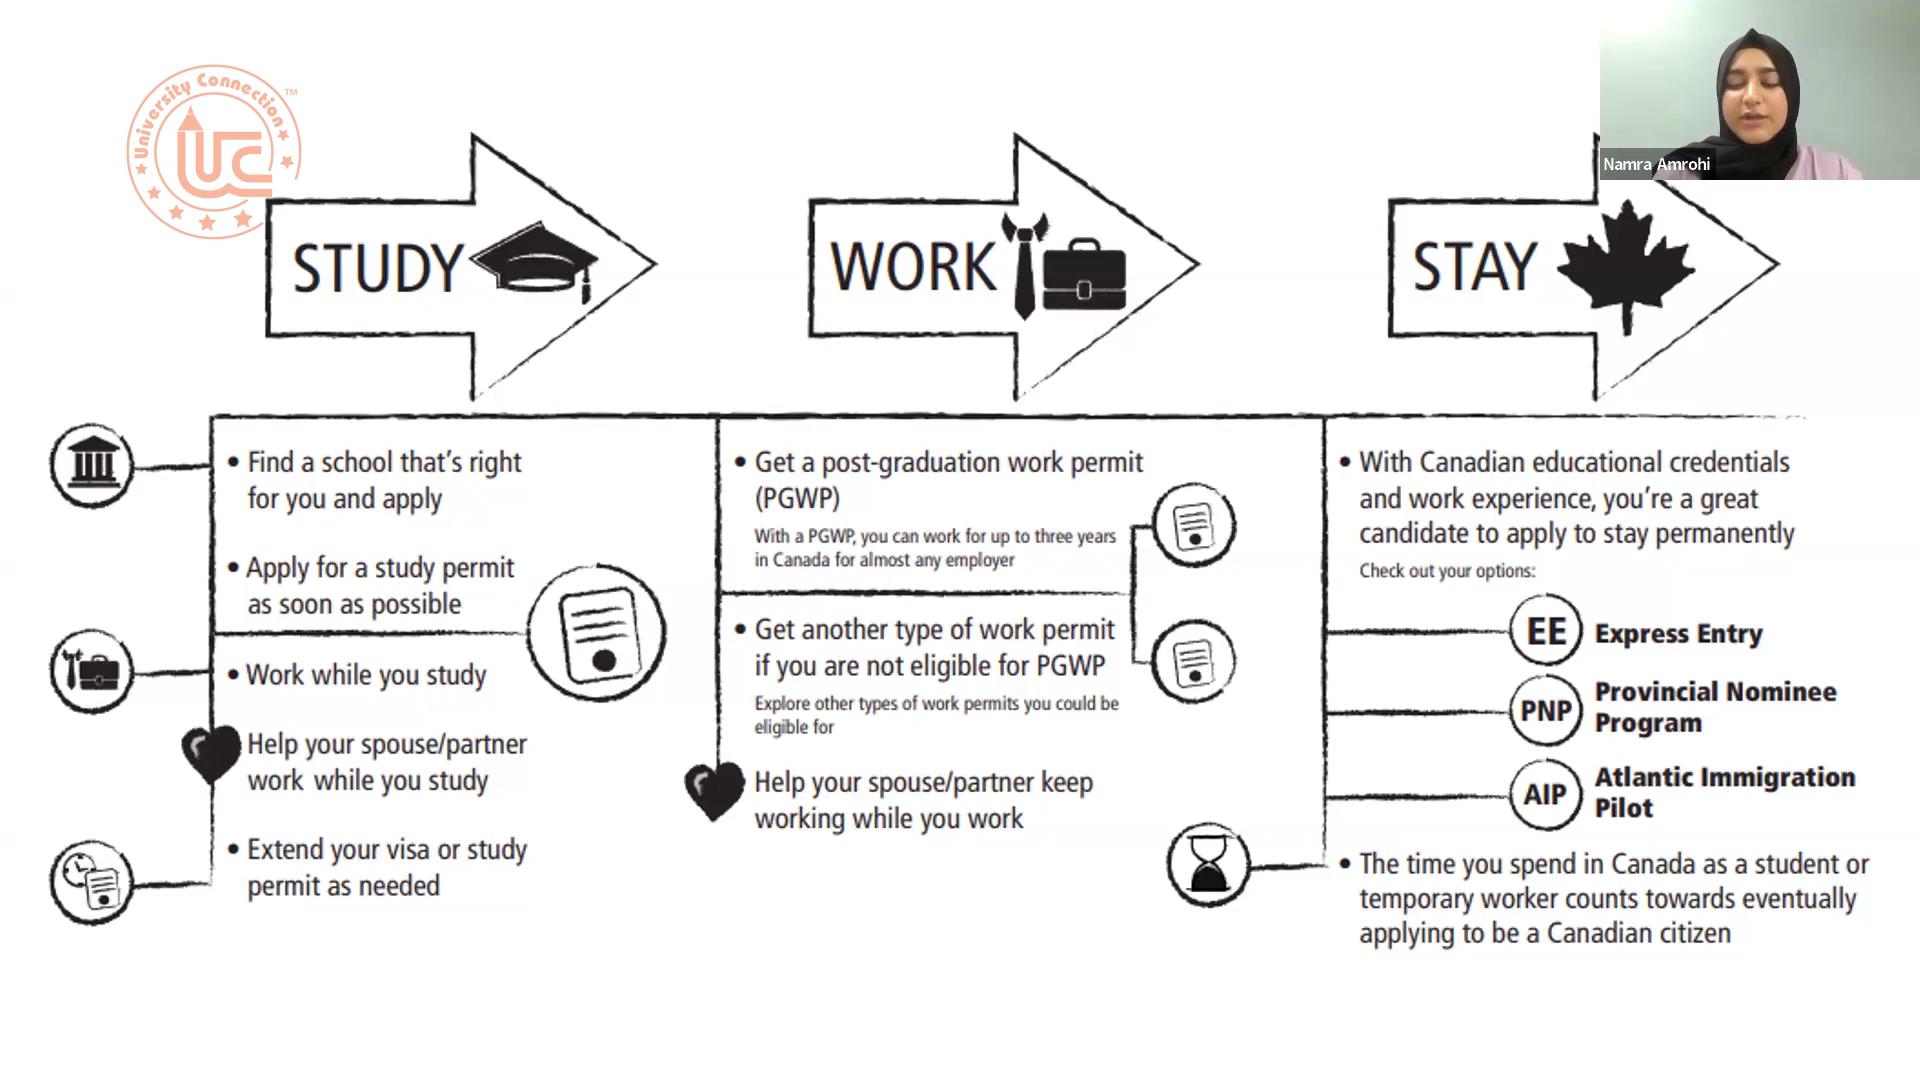 University Connection
TM
UC
Namra Amrohi
STUDY
WORK
STAY
• Find a school that's right
for you and apply
• Apply for a study permit
as soon as possible
• Work while you study
Help your spouse/partner
work while you study
• Extend your visa or study
permit as needed
• Get a post-graduation work permit
(PGWP)
With a PGWP, you can work for up to three years
in Canada for almost any employer
• Get another type of work permit
if you are not eligible for PGWP
Explore other types of work permits you could be
eligible for
Help your spouse/partner keep
working while you work
• With Canadian educational credentials
and work experience, you're a great
candidate to apply to stay permanently
Check out your options:
EE Express Entry
PNP Provincial Nominee
Program
AIP Atlantic Immigration
Pilot
• The time you spend in Canada as a student or
temporary worker counts towards eventually
applying to be a Canadian citizen